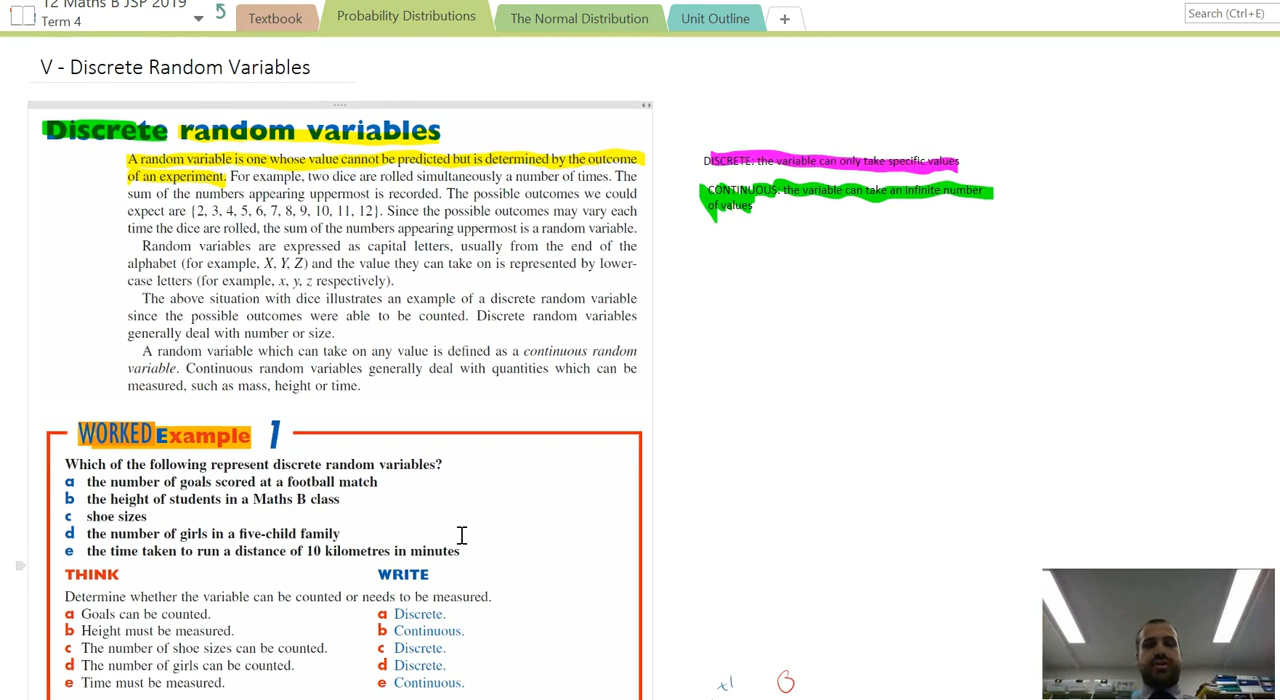 12 Maths B JSP 2019
Term 4
Textbook
Probability Distributions
The Normal Distribution
Unit Outline
+
Search (Ctrl+E)
V - Discrete Random Variables
Discrete random variables
A random variable is one whose value cannot be predicted but is determined by the outcome
of an experiment. For example, two dice are rolled simultaneously a number of times. The
sum of the numbers appearing uppermost is recorded. The possible outcomes we could
expect are {2, 3, 4, 5, 6, 7, 8, 9, 10, 11, 12}. Since the possible outcomes may vary each
time the dice are rolled, the sum of the numbers appearing uppermost is a random variable.
Random variables are expressed as capital letters, usually from the end of the
alphabet (for example, X, Y, Z) and the value they can take on is represented by lower-
case letters (for example, x, y, z respectively).
The above situation with dice illustrates an example of a discrete random variable
since the possible outcomes were able to be counted. Discrete random variables
generally deal with number or size.
A random variable which can take on any value is defined as a continuous random
variable. Continuous random variables generally deal with quantities which can be
measured, such as mass, height or time.
DISCRETE: the variable can only take specific values
CONTINUOUS: the variable can take an infinite number
of values
WORKED Example 1
Which of the following represent discrete random variables?
a the number of goals scored at a football match
b the height of students in a Maths B class
c shoe sizes
d the number of girls in a five-child family
e the time taken to run a distance of 10 kilometres in minutes
THINK WRITE
Determine whether the variable can be counted or needs to be measured.
a Goals can be counted. a Discrete.
b Height must be measured. b Continuous.
c The number of shoe sizes can be counted. c Discrete.
d The number of girls can be counted. d Discrete.
e Time must be measured. e Continuous.